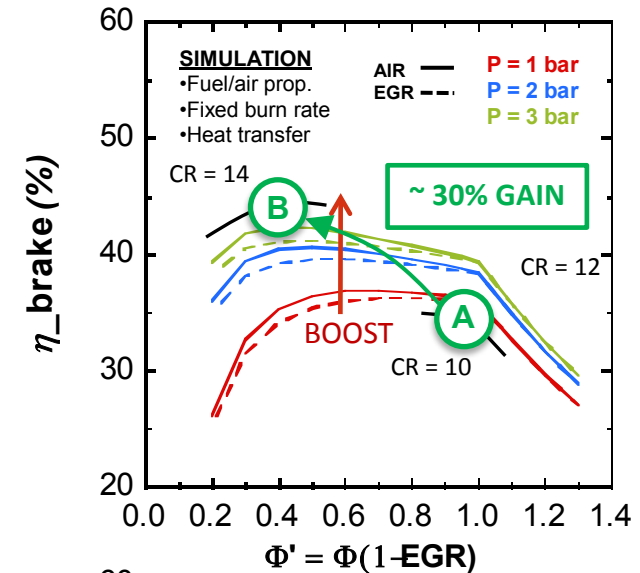 60
50
40
30
20
η_brake (%)
SIMULATION
•Fuel/air prop.
•Fixed burn rate
•Heat transfer
AIR
EGR
P = 1 bar
P = 2 bar
P = 3 bar
CR = 14
B
~ 30% GAIN
CR = 12
A
BOOST
CR = 10
0.0 0.2 0.4 0.6 0.8 1.0 1.2 1.4
Φ' = Φ(1-EGR)